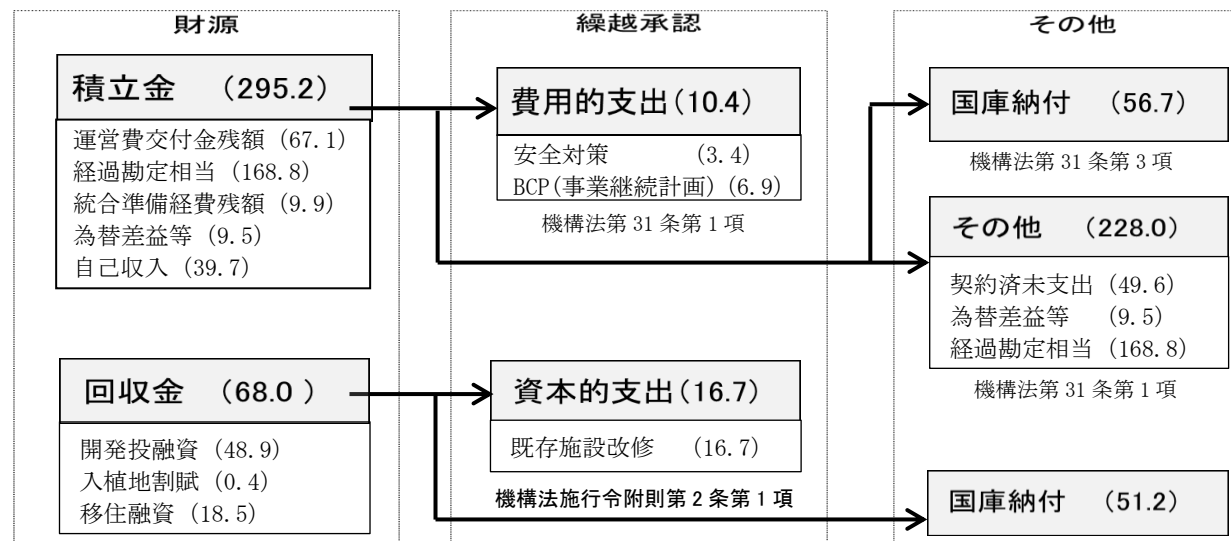 財源
積立金 （295.2）
運営費交付金残額 (67.1)
経過勘定相当 (168.8)
統合準備経費残額 (9.9)
為替差益等 (9.5)
自己収入 (39.7)
回収金 （68.0 ）
開発投融資 (48.9)
入植地割賦 (0.4)
移住融資 (18.5)
繰越承認
費用的支出(10.4)
安全対策 (3.4)
BCP(事業継続計画) (6.9)
機構法第 31 条第 1 項
資本的支出(16.7)
既存施設改修 (16.7)
機構法施行令附則第 2 条第 1 項
その他
国庫納付 （56.7）
機構法第 31 条第 3 項
その他 （228.0）
契約済未支出 (49.6)
為替差益等 (9.5)
経過勘定相当 (168.8)
機構法第 31 条第 1 項
国庫納付 （51.2）